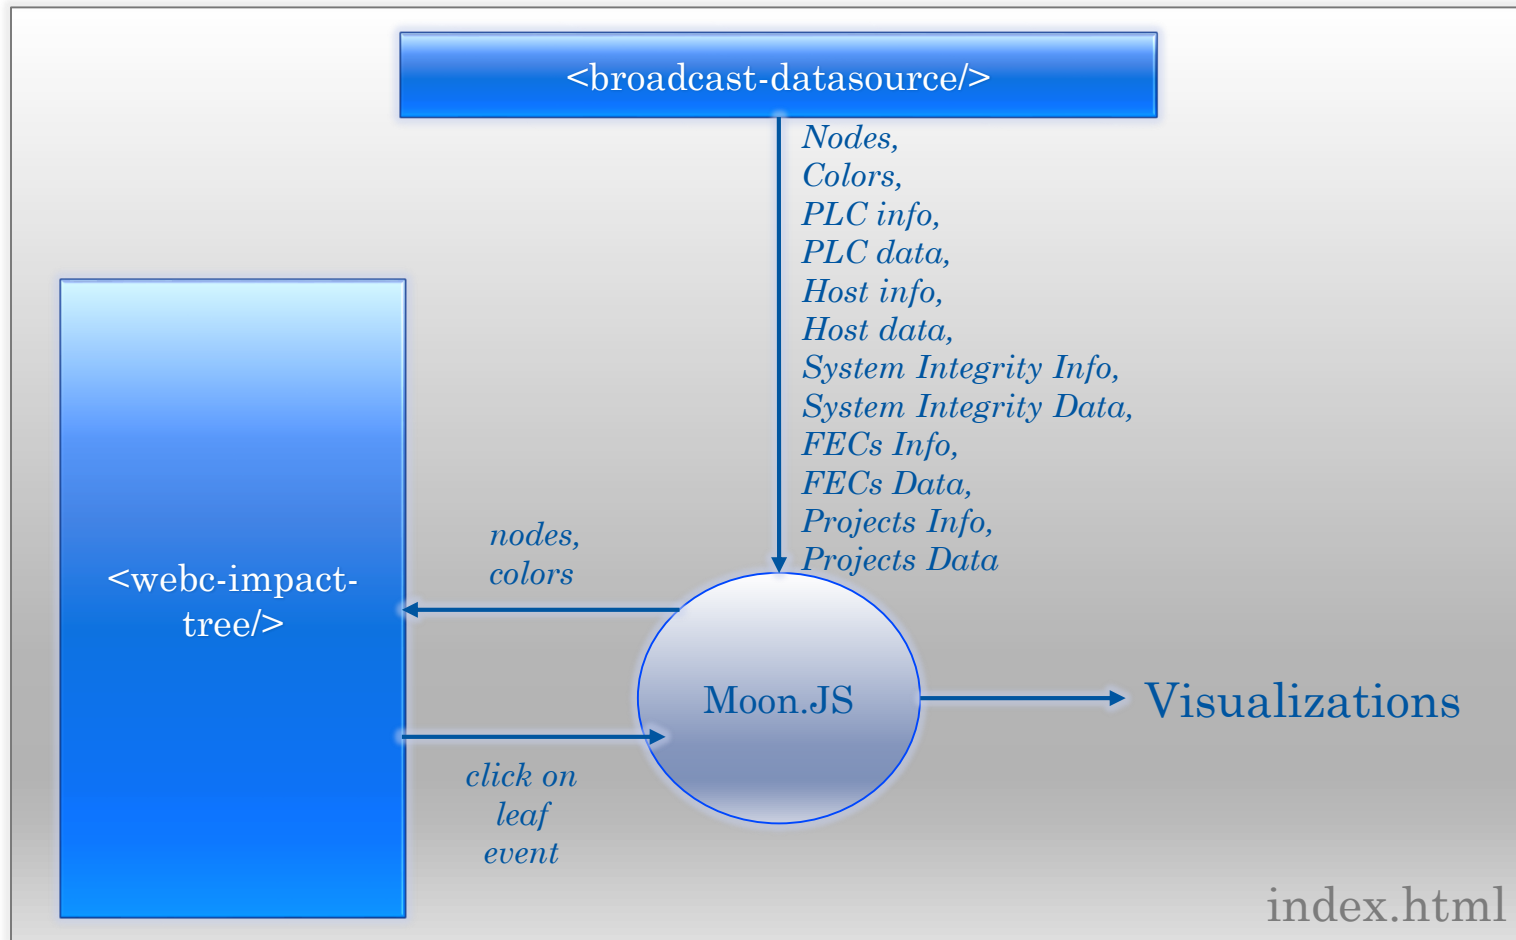 <broadcast-datasource/>
Nodes,
Colors,
PLC info,
PLC data,
Host info,
Host data,
System Integrity Info,
System Integrity Data,
FECs Info,
FECs Data,
Projects Info,
Projects Data
nodes,
colors
<webc-impact-
tree/>
Moon.JS
Visualizations
click on
leaf
event
index.html